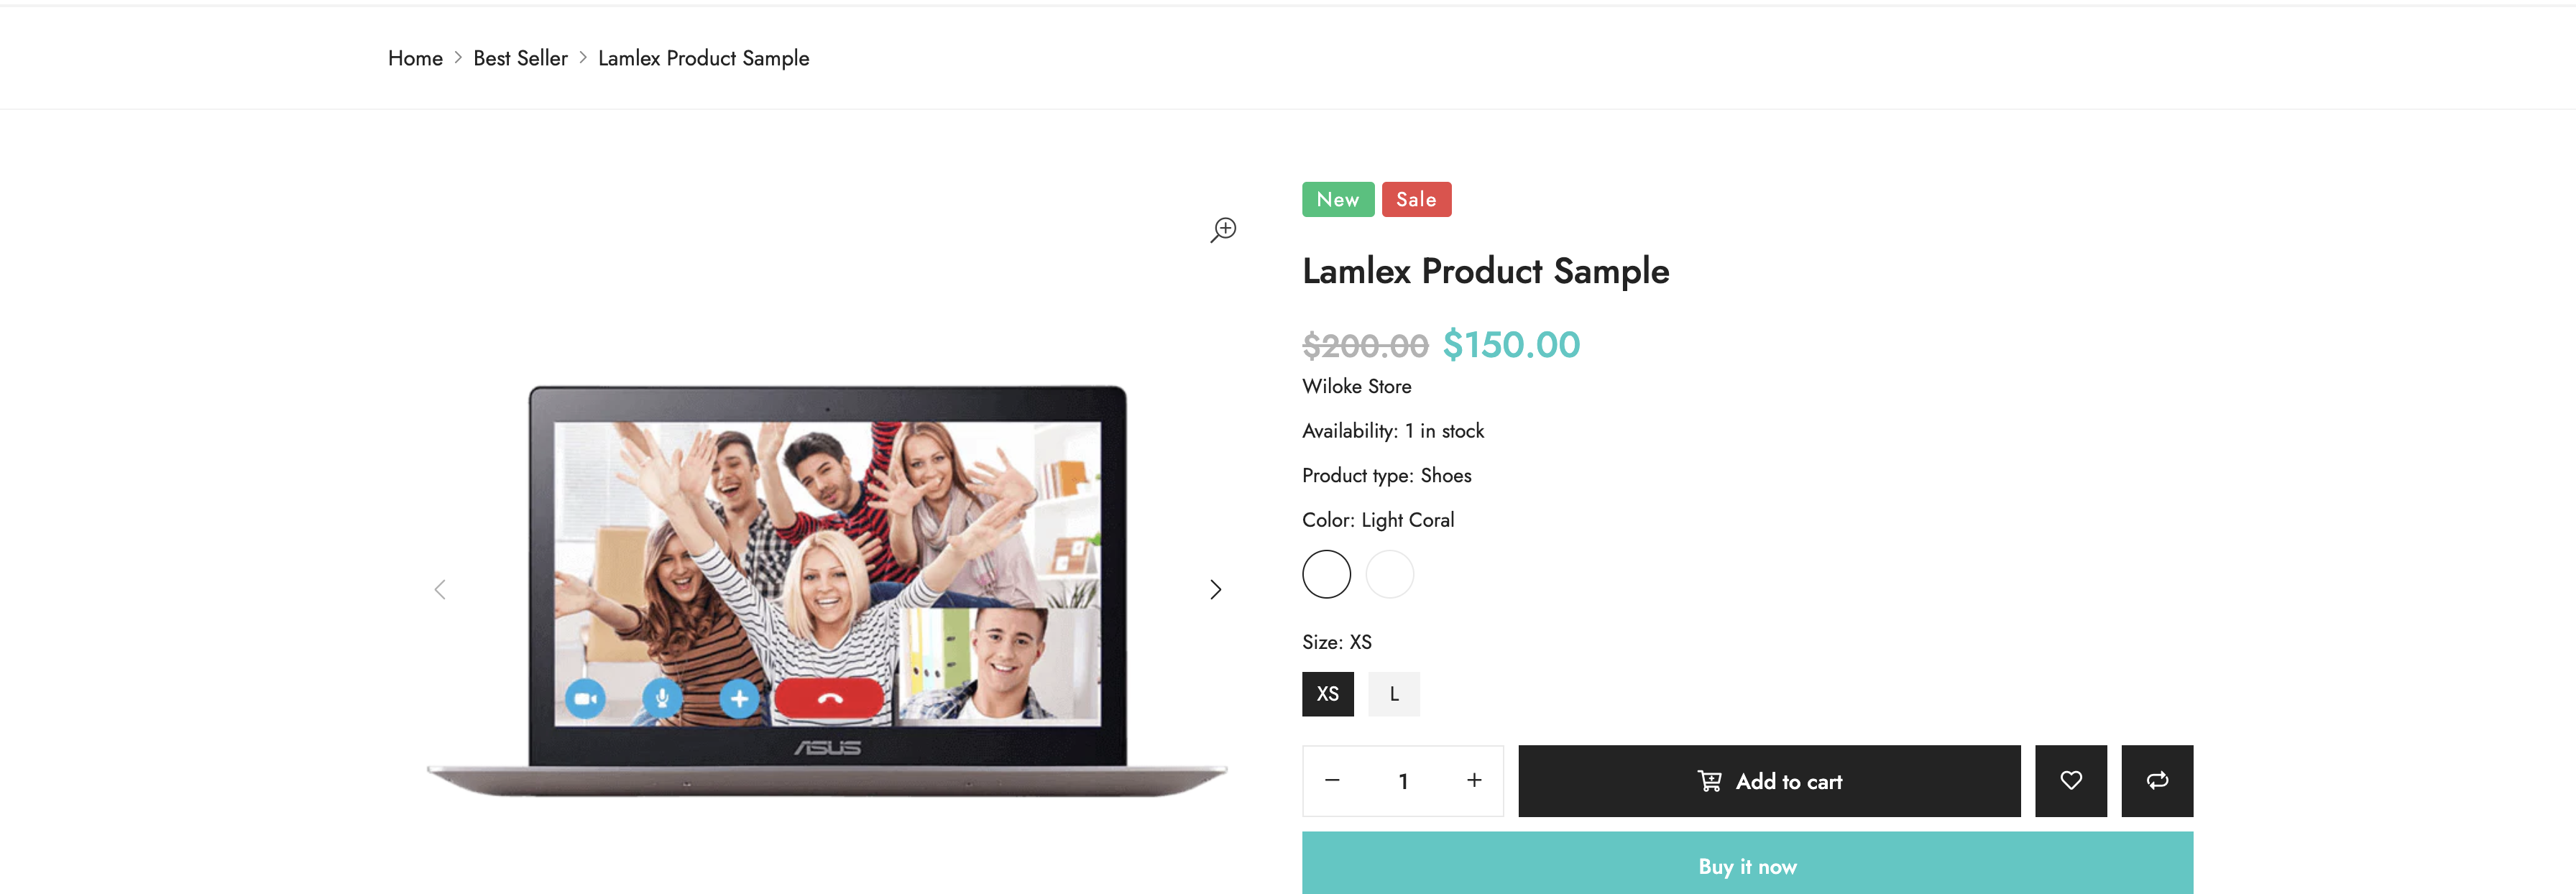 Home > Best Seller > Lamlex Product Sample
New Sale
Lamlex Product Sample
$200.00 $150.00
Wiloke Store
Availability: 1 in stock
Product type: Shoes
Color: Light Coral
Size: XS
XS L
ASUS
− 1 + Add to cart
Buy it now